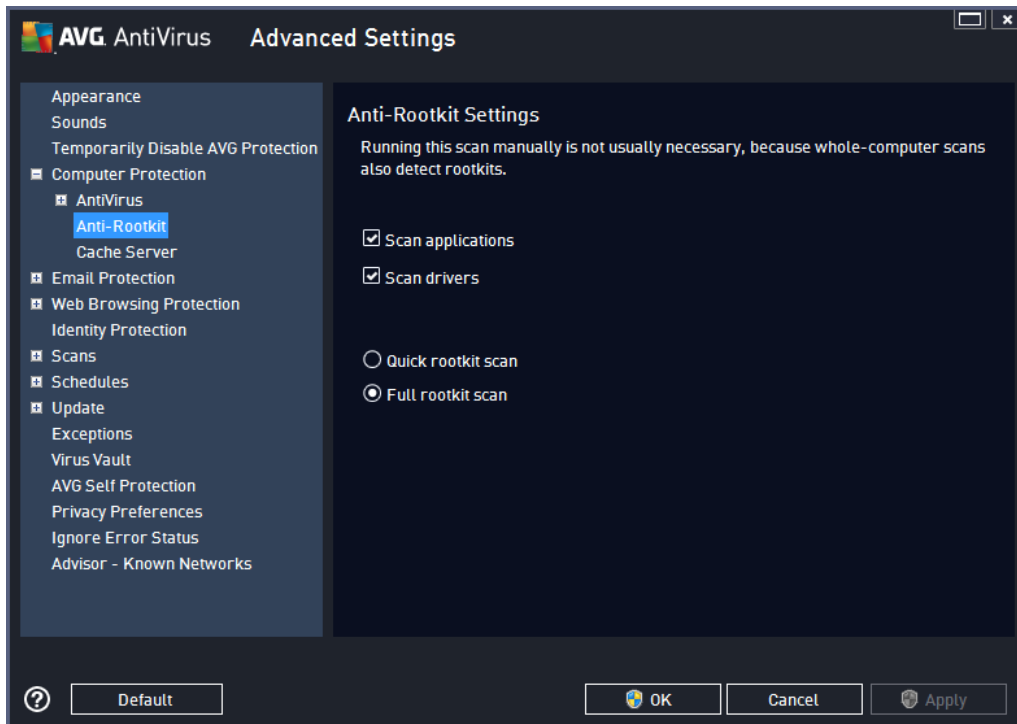 AVG AntiVirus Advanced Settings
Appearance
Sounds
Temporarily Disable AVG Protection
Computer Protection
AntiVirus
Anti-Rootkit
Cache Server
Email Protection
Web Browsing Protection
Identity Protection
Scans
Schedules
Update
Exceptions
Virus Vault
AVG Self Protection
Privacy Preferences
Ignore Error Status
Advisor - Known Networks
Anti-Rootkit Settings
Running this scan manually is not usually necessary, because whole-computer scans
also detect rootkits.
Scan applications
Scan drivers
Quick rootkit scan
Full rootkit scan
? Default OK Cancel Apply